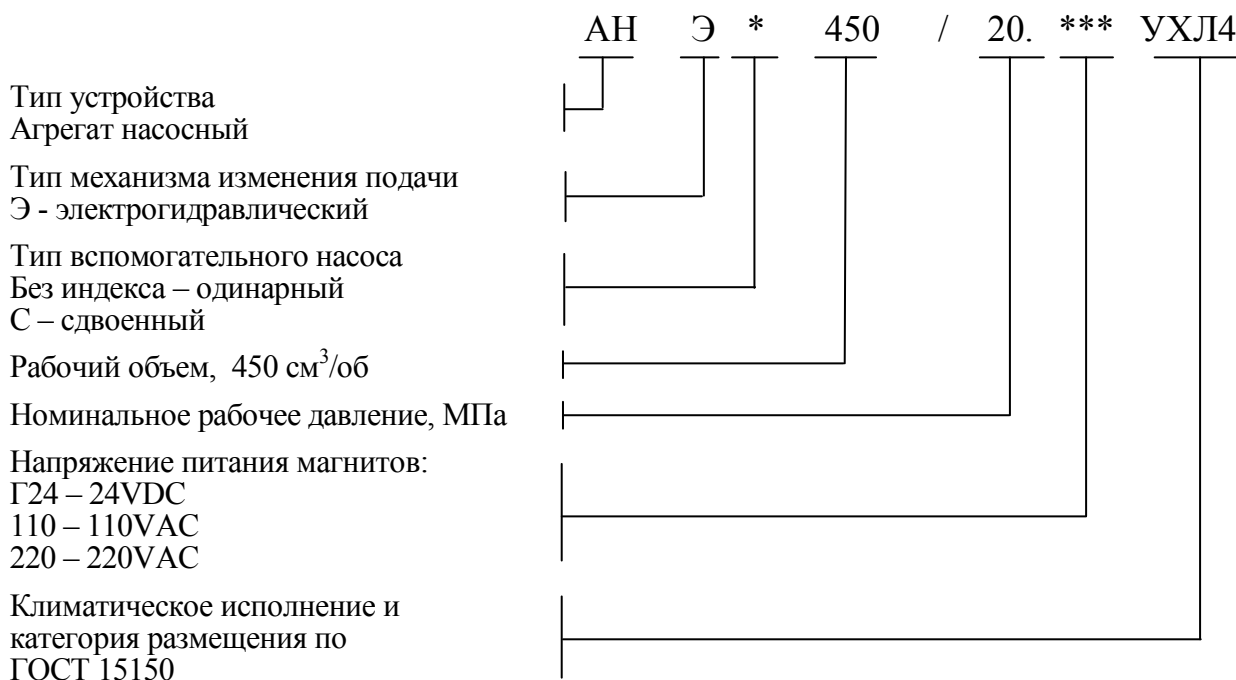 АН Э * 450 / 20. *** УХЛ4
Тип устройства
Агрегат насосный
Тип механизма изменения подачи
Э - электрогидравлический
Тип вспомогательного насоса
Без индекса – одинарный
С – сдвоенный
Рабочий объем, 450 см³/об
Номинальное рабочее давление, МПа
Напряжение питания магнитов:
Г24 – 24VDC
110 – 110VAC
220 – 220VAC
Климатическое исполнение и
категория размещения по
ГОСТ 15150